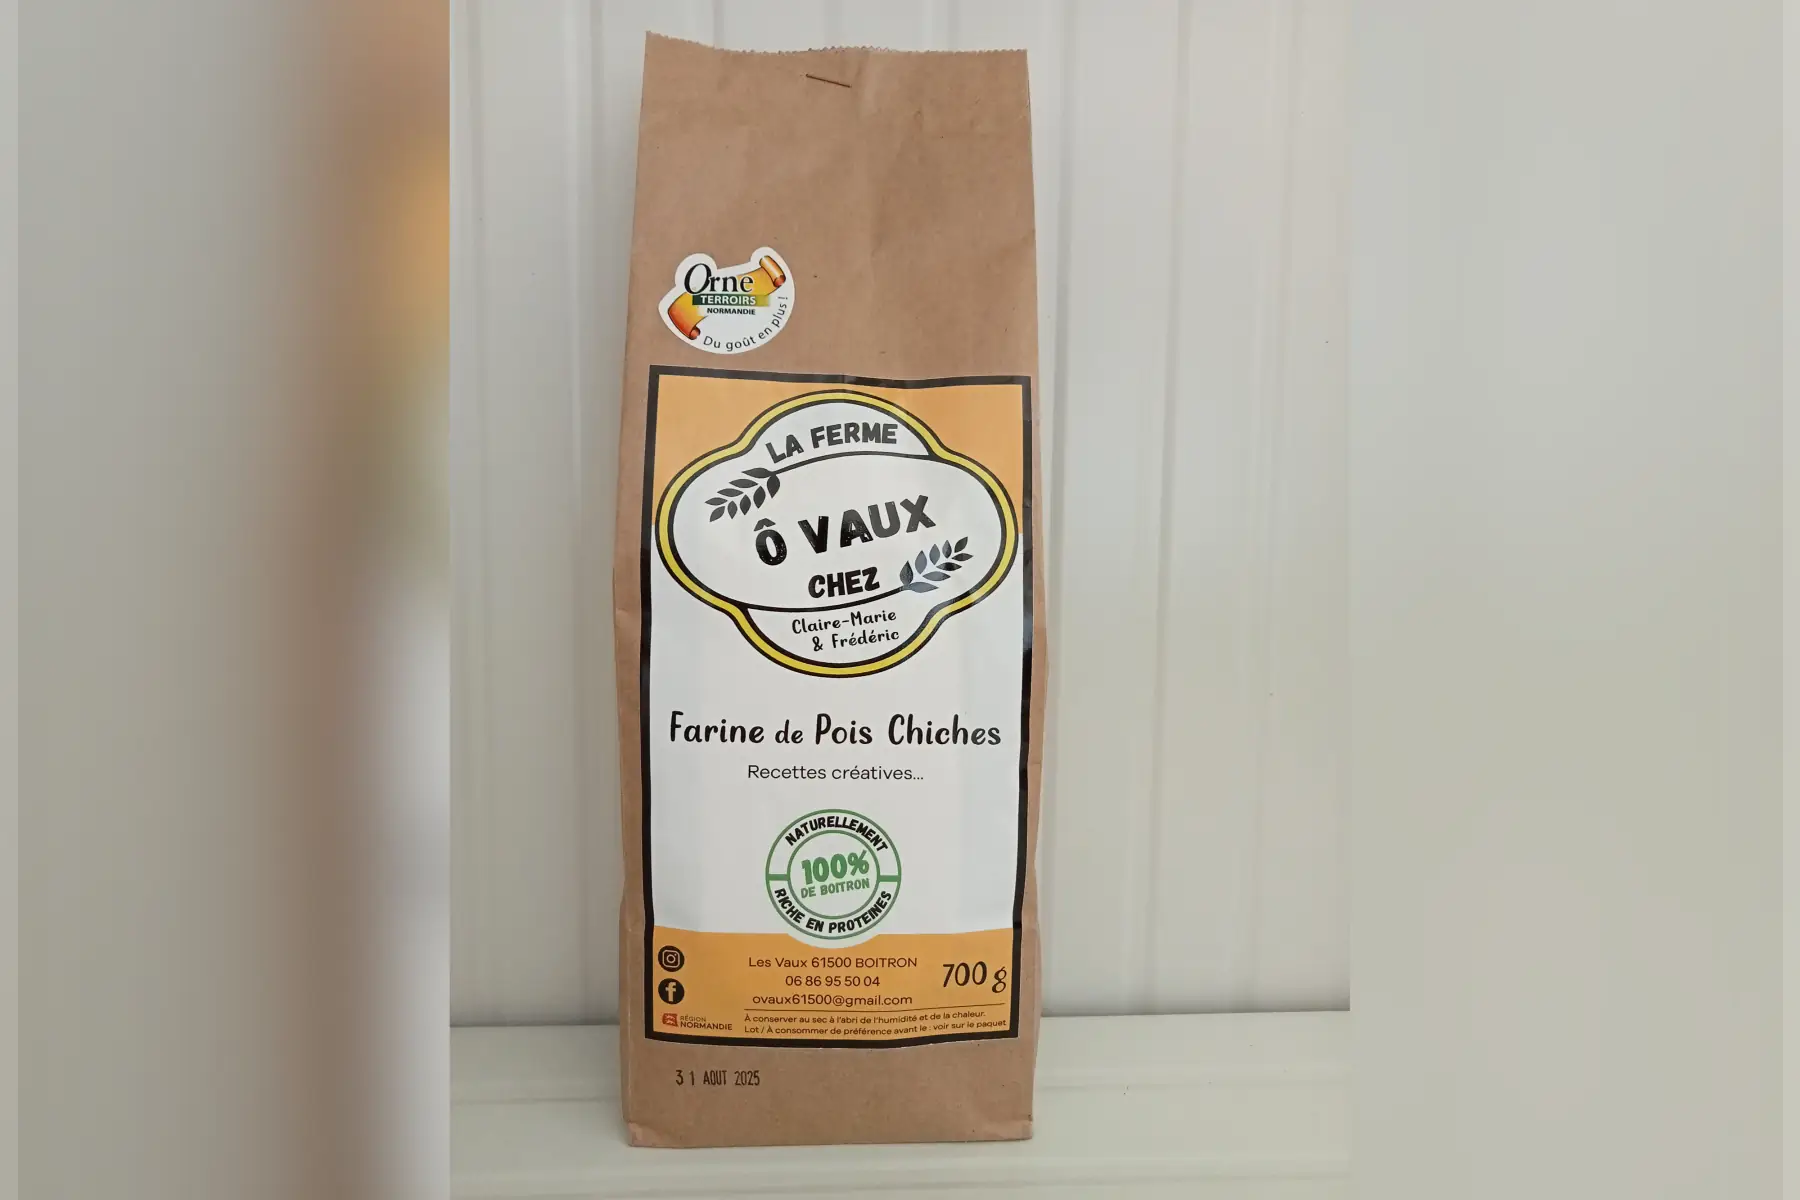 Orne
TERROIRS
NORMANDIE
Du goût en plus !
LA FERME
Ô VAUX
CHEZ
Claire-Marie
& Frédéric
Farine de Pois Chiches
Recettes créatives...
NATURELLEMENT
100%
DE BOITRON
RICHE EN PROTEINES
Les Vaux 61500 BOITRON
06 86 95 50 04
ovaux61500@gmail.com
700 g
RÉGION
NORMANDIE
À conserver au sec à l'abri de l'humidité et de la chaleur.
Lot / À consommer de préférence avant le : voir sur le paquet
31 AOUT 2025